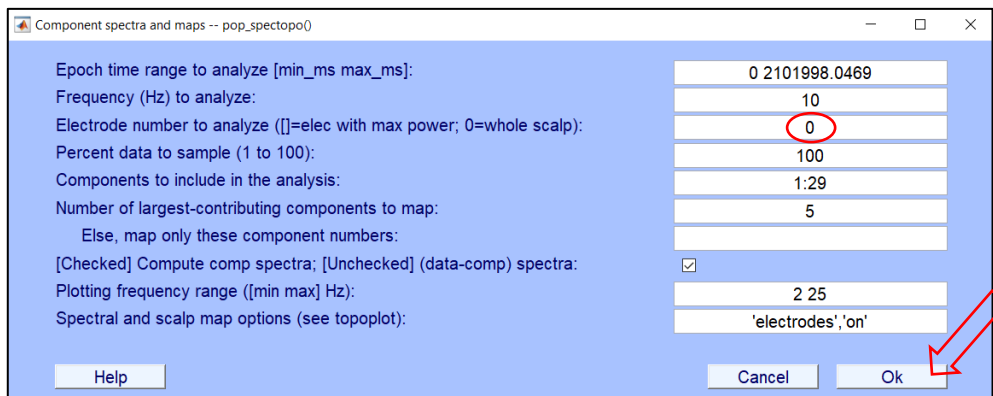 Component spectra and maps -- pop_spectopo()
Epoch time range to analyze [min_ms max_ms]: 0 2101998.0469
Frequency (Hz) to analyze: 10
Electrode number to analyze ([]=elec with max power; 0=whole scalp): 0
Percent data to sample (1 to 100): 100
Components to include in the analysis: 1:29
Number of largest-contributing components to map: 5
Else, map only these component numbers:
[Checked] Compute comp spectra; [Unchecked] (data-comp) spectra:
Plotting frequency range ([min max] Hz): 2 25
Spectral and scalp map options (see topoplot): 'electrodes','on'
Help Cancel Ok